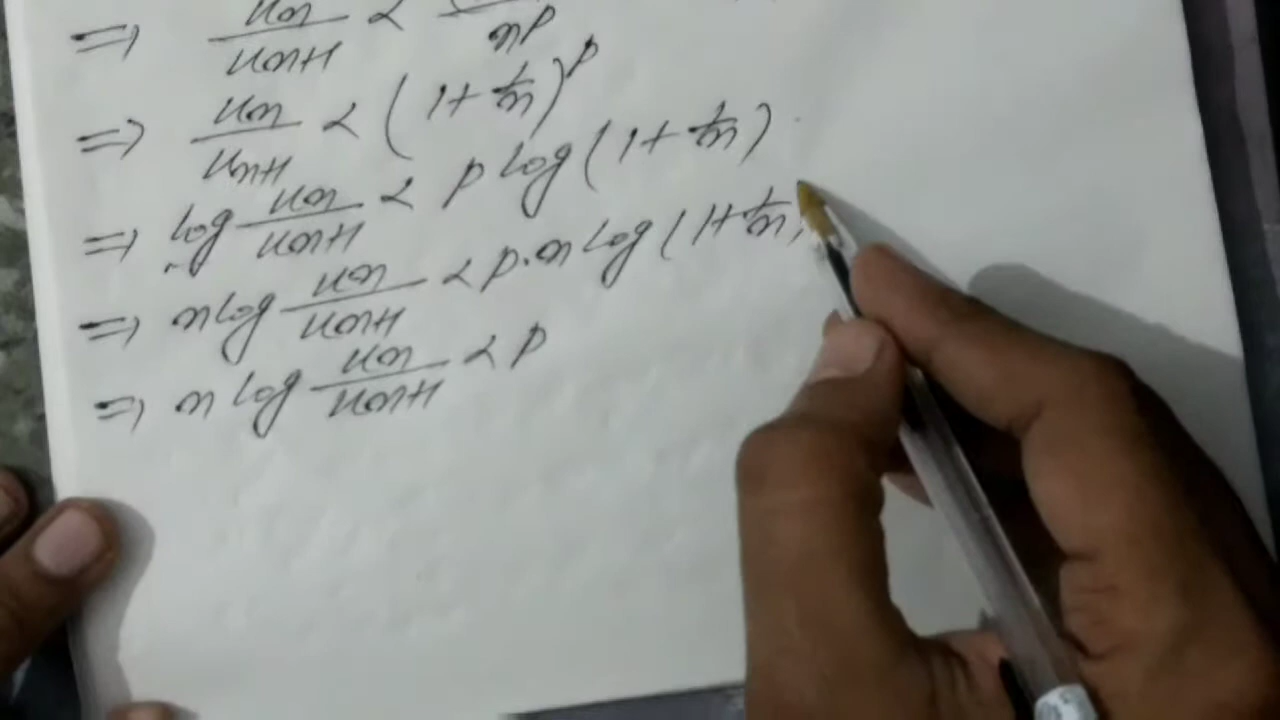 ⇒ un/un+1 < /n^p
⇒ un/un+1 < (1 + 1/n)^p
⇒ log un/un+1 < p log (1 + 1/n)
⇒ n log un/un+1 < p.n log (1 + 1/n)
⇒ n log un/un+1 < p